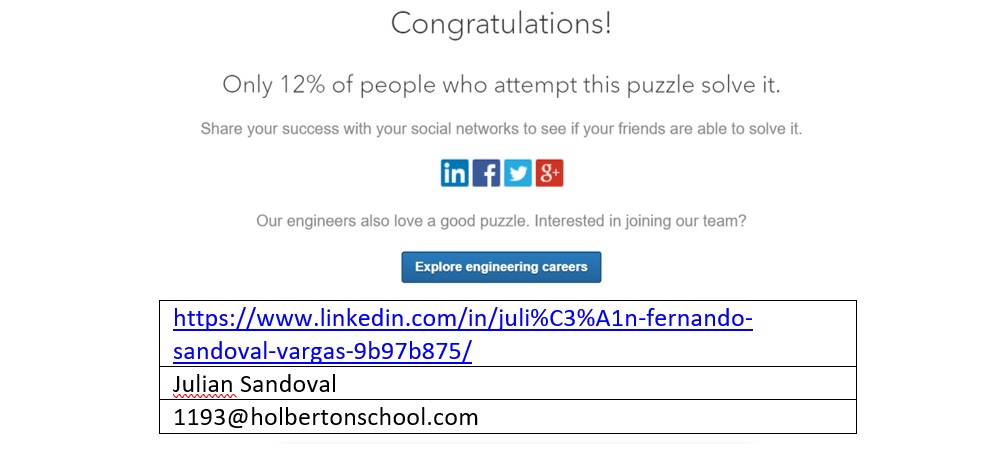 Congratulations!
Only 12% of people who attempt this puzzle solve it.
Share your success with your social networks to see if your friends are able to solve it.
in f g+
Our engineers also love a good puzzle. Interested in joining our team?
Explore engineering careers
https://www.linkedin.com/in/juli%C3%A1n-fernando-
sandoval-vargas-9b97b875/
Julian Sandoval
1193@holbertonschool.com